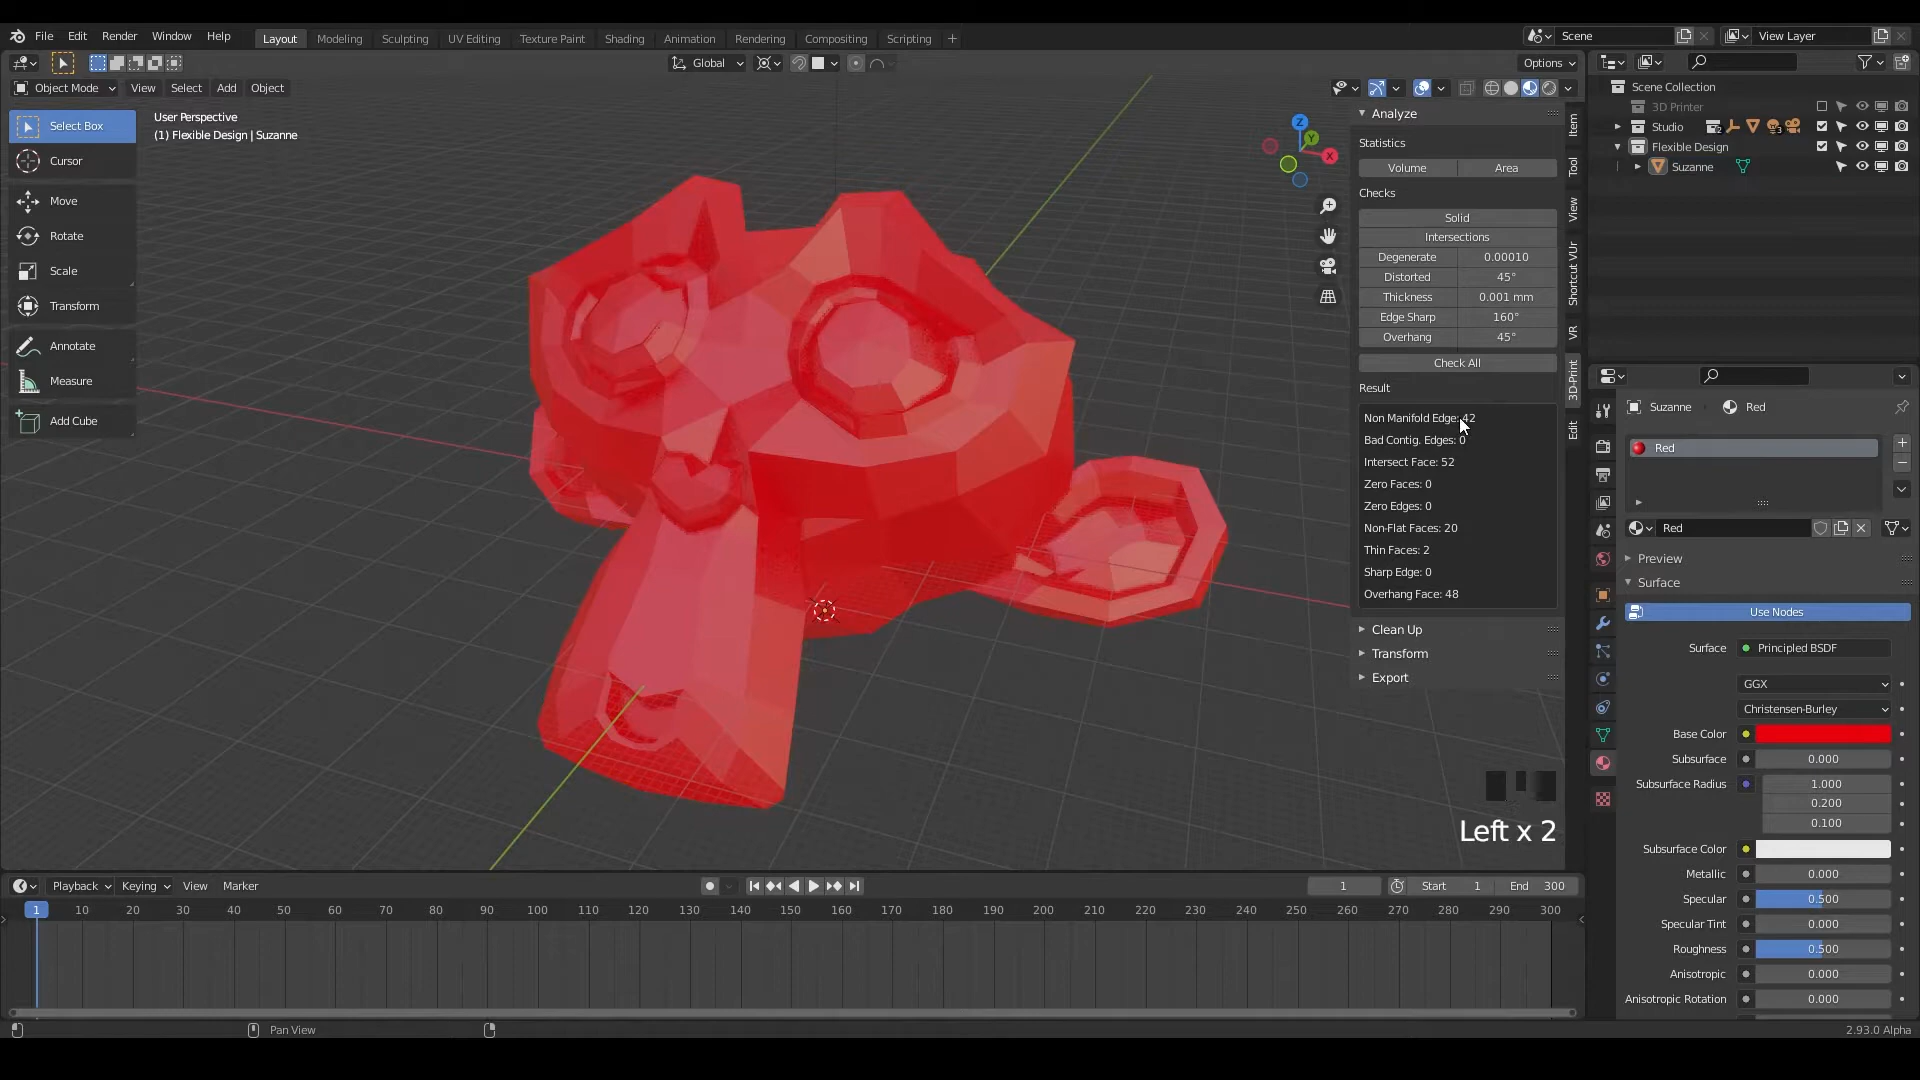 File Edit Render Window Help Layout Modeling Sculpting UV Editing Texture Paint Shading Animation Rendering Compositing Scripting + Scene View Layer
Global Options
Object Mode View Select Add Object
Select Box
Cursor
Move
Rotate
Scale
Transform
Annotate
Measure
Add Cube
User Perspective
(1) Flexible Design | Suzanne
Z
Y
X
Analyze
Statistics
Volume Area
Checks
Solid
Intersections
Degenerate 0.00010
Distorted 45°
Thickness 0.001 mm
Edge Sharp 160°
Overhang 45°
Check All
Result
Non Manifold Edge: 42
Bad Contig. Edges: 0
Intersect Face: 52
Zero Faces: 0
Zero Edges: 0
Non-Flat Faces: 20
Thin Faces: 2
Sharp Edge: 0
Overhang Face: 48
Clean Up
Transform
Export
Item
Tool
View
Shortcut VUr
VR
3D-Print
Edit
Left x 2
Scene Collection
3D Printer
Studio 2 3
Flexible Design
Suzanne
Suzanne Red
Red
Red
Preview
Surface
Use Nodes
Surface Principled BSDF
GGX
Christensen-Burley
Base Color
Subsurface 0.000
Subsurface Radius 1.000
0.200
0.100
Subsurface Color
Metallic 0.000
Specular 0.500
Specular Tint 0.000
Roughness 0.500
Anisotropic 0.000
Anisotropic Rotation 0.000
Playback Keying View Marker 1 Start 1 End 300
1 10 20 30 40 50 60 70 80 90 100 110 120 130 140 150 160 170 180 190 200 210 220 230 240 250 260 270 280 290 300
Pan View 2.93.0 Alpha